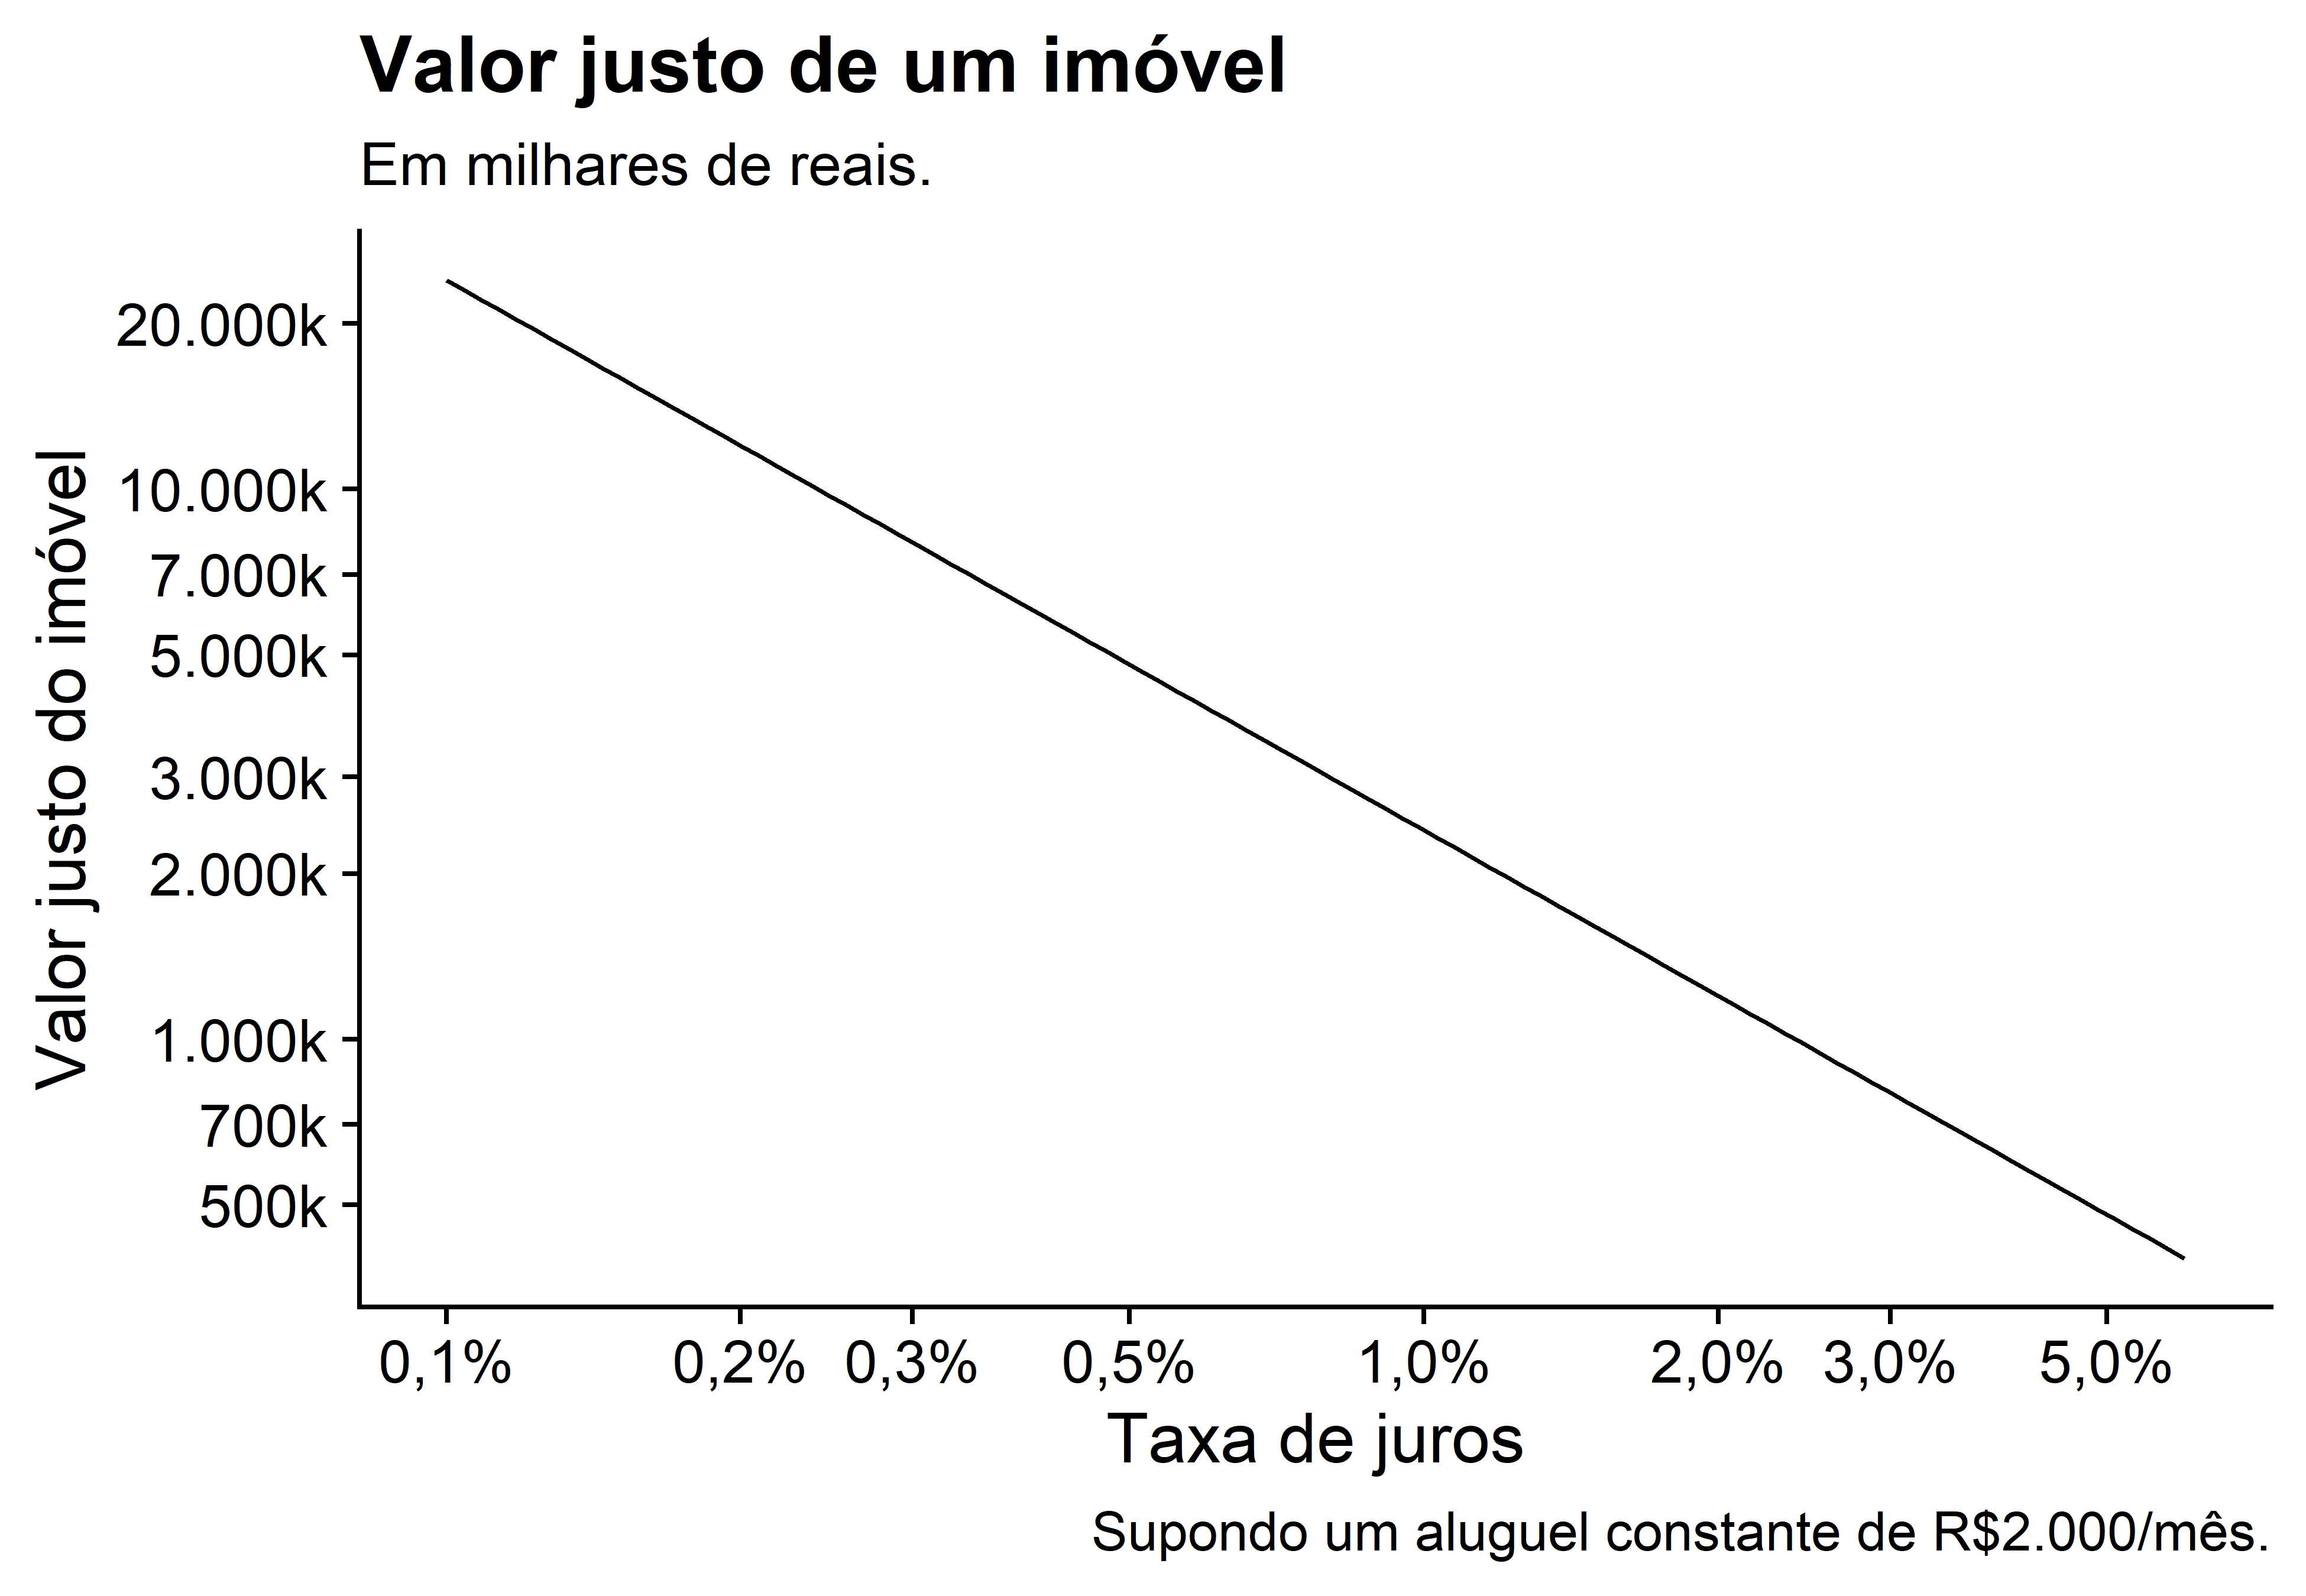 Valor justo de um imóvel
Em milhares de reais.
Valor justo do imóvel
20.000k
10.000k
7.000k
5.000k
3.000k
2.000k
1.000k
700k
500k
0,1% 0,2% 0,3% 0,5% 1,0% 2,0% 3,0% 5,0%
Taxa de juros
Supondo um aluguel constante de R$2.000/mês.